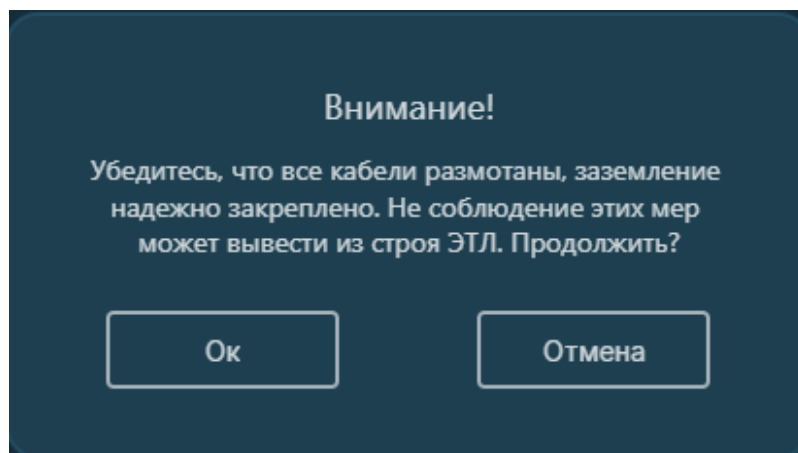 Внимание!
Убедитесь, что все кабели размотаны, заземление
надежно закреплено. Не соблюдение этих мер
может вывести из строя ЭТЛ. Продолжить?
Ок
Отмена